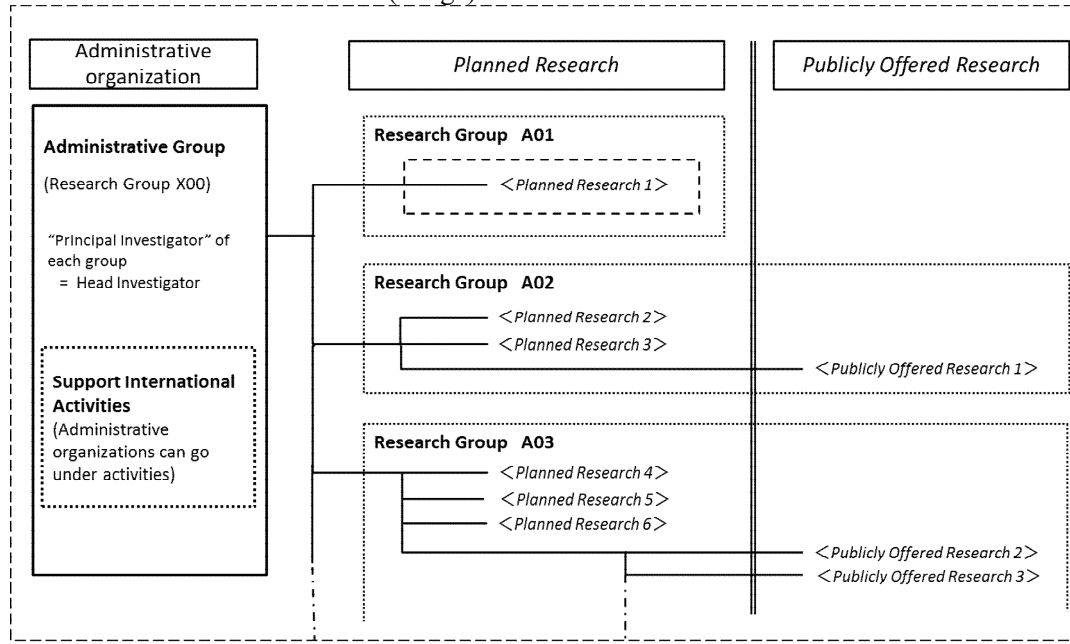 Administrative
organization
Planned Research
Publicly Offered Research
Administrative Group
(Research Group X00)
“Principal Investigator” of
each group
= Head Investigator
Support International
Activities
(Administrative
organizations can go
under activities)
Research Group A01
<Planned Research 1>
Research Group A02
<Planned Research 2>
<Planned Research 3>
<Publicly Offered Research 1>
Research Group A03
<Planned Research 4>
<Planned Research 5>
<Planned Research 6>
<Publicly Offered Research 2>
<Publicly Offered Research 3>